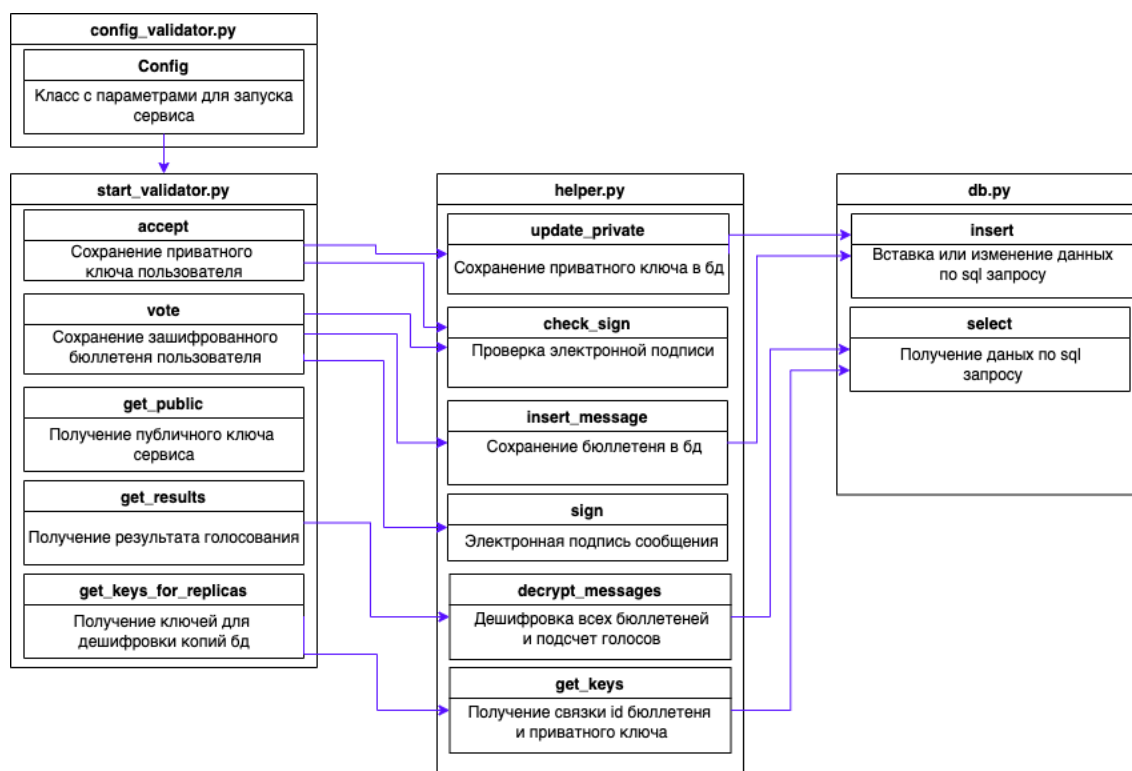 config_validator.py
Config
Класс с параметрами для запуска
сервиса
start_validator.py
accept
Сохранение приватного
ключа пользователя
vote
Сохранение зашифрованного
бюллетеня пользователя
get_public
Получение публичного ключа
сервиса
get_results
Получение результата голосования
get_keys_for_replicas
Получение ключей для
дешифровки копий бд
helper.py
update_private
Сохранение приватного ключа в бд
check_sign
Проверка электронной подписи
insert_message
Сохранение бюллетеня в бд
sign
Электронная подпись сообщения
decrypt_messages
Дешифровка всех бюллетеней
и подсчет голосов
get_keys
Получение связки id бюллетеня
и приватного ключа
db.py
insert
Вставка или изменение данных
по sql запросу
select
Получение даных по sql
запросу